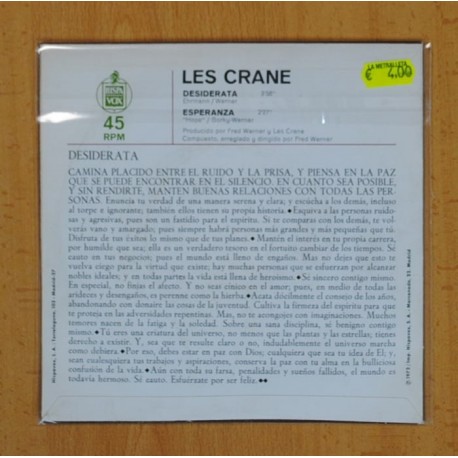 LES CRANE
LA METRALLETA
€ 4,00
DESIDERATA
Ehrmann / Werner
ESPERANZA
"Hope" / Gorky-Werner
Producido por Fred Werner y Les Crane
Compuesto, arreglado y dirigido por Fred Werner
HISPA
VOX
45
RPM
DESIDERATA
CAMINA PLACIDO ENTRE EL RUIDO Y LA PRISA, Y PIENSA EN LA PAZ
QUE SE PUEDE ENCONTRAR EN EL SILENCIO. EN CUANTO SEA POSIBLE,
Y SIN RENDIRTE, MANTEN BUENAS RELACIONES CON TODAS LAS PER-
SONAS. Enuncia tu verdad de una manera serena y clara; y escucha a los demás, incluso
al torpe e ignorante; también ellos tienen su propia historia. ◆ Esquiva a las personas ruido-
sas y agresivas, pues son un fastidio para el espíritu. Si te comparas con los demás, te vol-
verás vano y amargado, pues siempre habrá personas más grandes y más pequeñas que tú.
Disfruta de tus éxitos lo mismo que de tus planes. ◆ Mantén el interés en tu propia carrera,
por humilde que sea; ella es un verdadero tesoro en el fortuito cambiar de los tiempos. Sé
cauto en tus negocios; pues el mundo está lleno de engaños. Mas no dejes que esto te
vuelva ciego para la virtud que existe; hay muchas personas que se esfuerzan por alcanzar
nobles ideales; y en todas partes la vida está llena de heroísmo. ◆ Sé sincero contigo mismo.
En especial, no finjas el afecto. Y no seas cínico en el amor; pues, en medio de todas las
arideces y desengaños, es perenne como la hierba. ◆ Acata dócilmente el consejo de los años,
abandonando con donaire las cosas de la juventud. Cultiva la firmeza del espíritu para que
te proteja en las adversidades repentinas. Mas, no te acongojes con imaginaciones. Muchos
temores nacen de la fatiga y la soledad. Sobre una sana disciplina, sé benigno contigo
mismo. ◆ Tú eres una criatura del universo, no menos que las plantas y las estrellas; tienes
derecho a existir. Y, sea que te resulte claro o no, indudablemente el universo marcha
como debiera. ◆ Por eso, debes estar en paz con Dios, cualquiera que sea tu idea de El; y,
sean cualesquiera tus trabajos y aspiraciones, conserva la paz con tu alma en la bulliciosa
confusión de la vida. ◆ Aún con toda su farsa, penalidades y sueños fallidos, el mundo es
todavía hermoso. Sé cauto. Esfuérzate por ser feliz. ◆◆